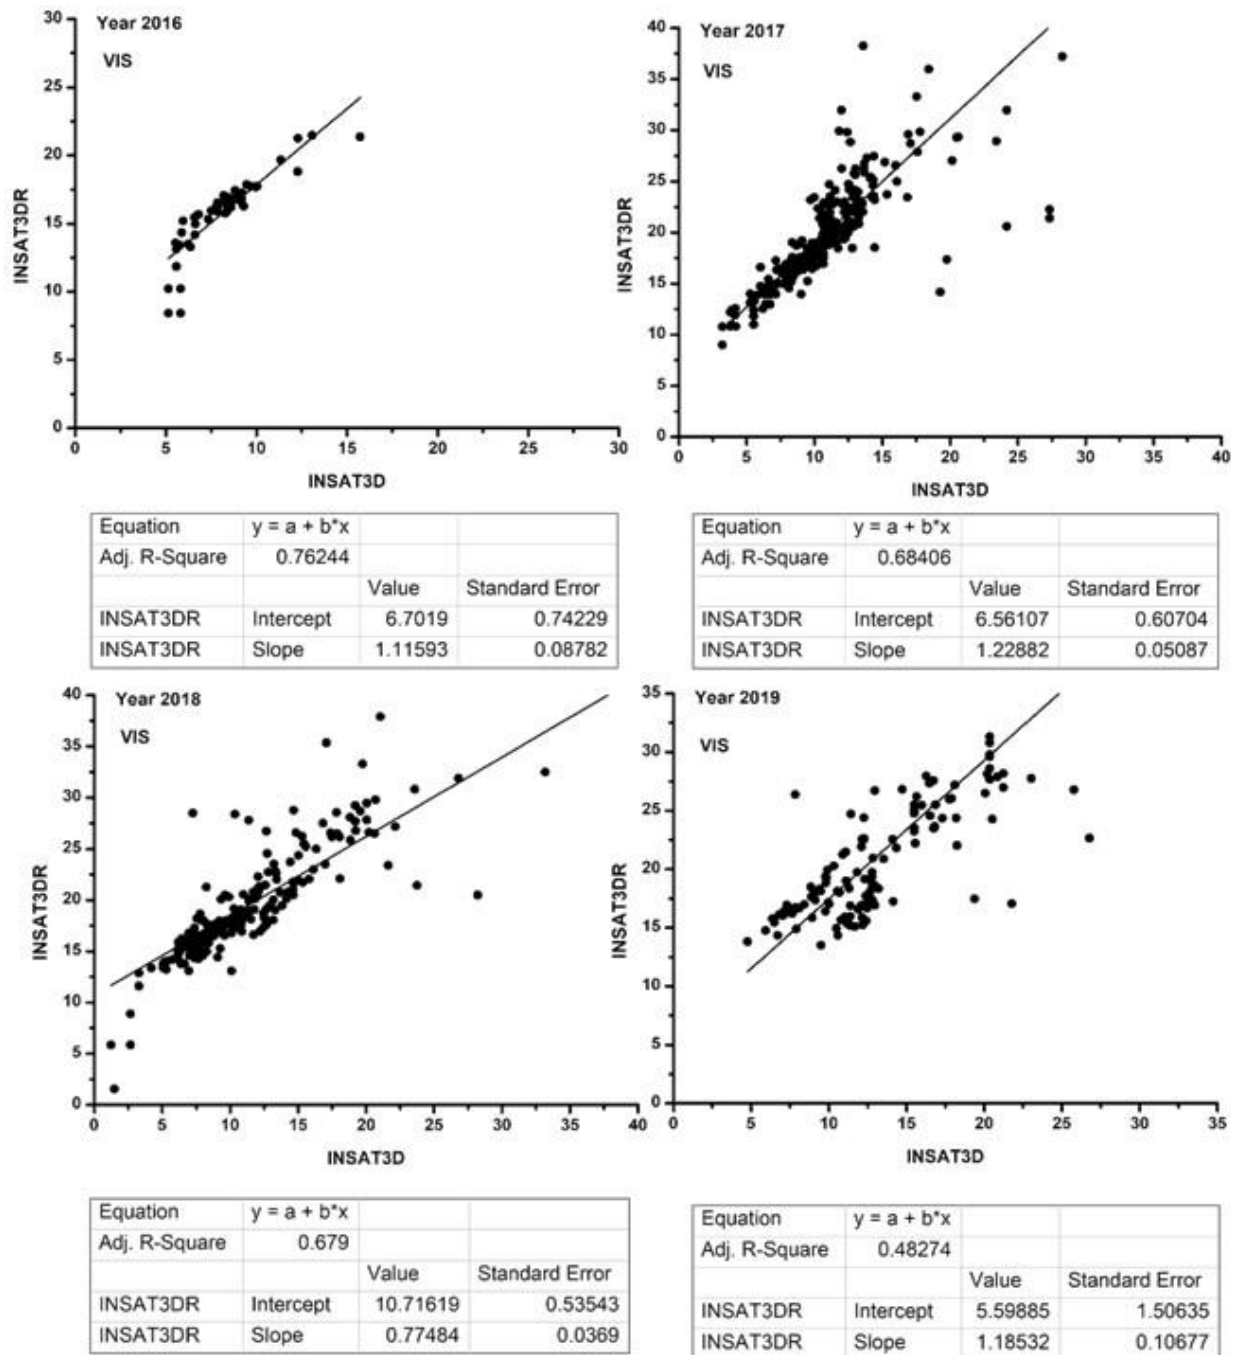 Year 2016
VIS
30
25
20
15
10
5
0
INSAT3DR
0 5 10 15 20 25 30
INSAT3D
Year 2017
VIS
40
35
30
25
20
15
10
5
0
INSAT3DR
0 5 10 15 20 25 30 35 40
INSAT3D
Equation y = a + b*x
Adj. R-Square 0.76244
Value Standard Error
INSAT3DR Intercept 6.7019 0.74229
INSAT3DR Slope 1.11593 0.08782
Equation y = a + b*x
Adj. R-Square 0.68406
Value Standard Error
INSAT3DR Intercept 6.56107 0.60704
INSAT3DR Slope 1.22882 0.05087
Year 2018
VIS
40
35
30
25
20
15
10
5
0
INSAT3DR
0 5 10 15 20 25 30 35 40
INSAT3D
Year 2019
VIS
35
30
25
20
15
10
5
0
INSAT3DR
0 5 10 15 20 25 30 35
INSAT3D
Equation y = a + b*x
Adj. R-Square 0.679
Value Standard Error
INSAT3DR Intercept 10.71619 0.53543
INSAT3DR Slope 0.77484 0.0369
Equation y = a + b*x
Adj. R-Square 0.48274
Value Standard Error
INSAT3DR Intercept 5.59885 1.50635
INSAT3DR Slope 1.18532 0.10677